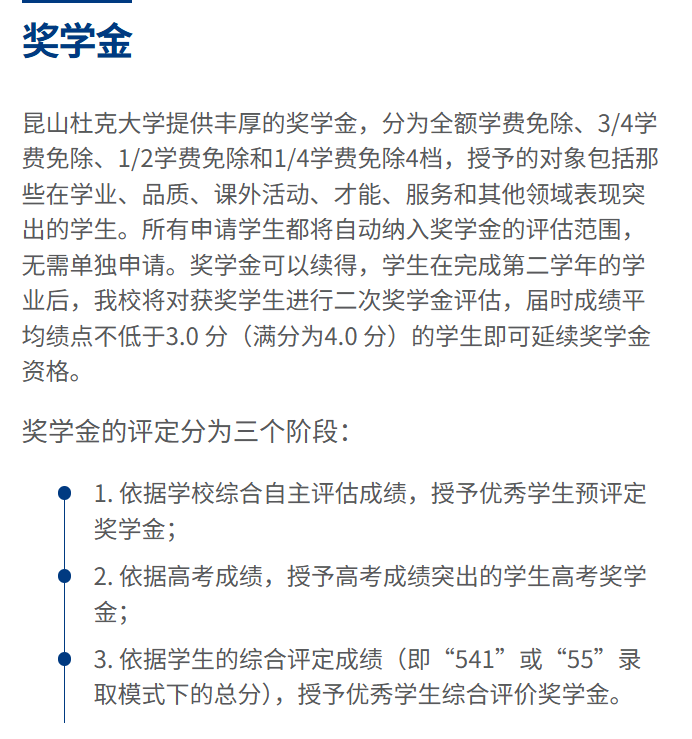 奖学金
昆山杜克大学提供丰厚的奖学金，分为全额学费免除、3/4学
费免除、1/2学费免除和1/4学费免除4档，授予的对象包括那
些在学业、品质、课外活动、才能、服务和其他领域表现突
出的学生。所有申请学生都将自动纳入奖学金的评估范围，
无需单独申请。奖学金可以续得，学生在完成第二学年的学
业后，我校将对获奖学生进行二次奖学金评估，届时成绩平
均绩点不低于3.0 分（满分为4.0 分）的学生即可延续奖学金
资格。
奖学金的评定分为三个阶段：
1. 依据学校综合自主评估成绩，授予优秀学生预评定
奖学金；
2. 依据高考成绩，授予高考成绩突出的学生高考奖学
金；
3. 依据学生的综合评定成绩（即“541”或“55”录
取模式下的总分），授予优秀学生综合评价奖学金。